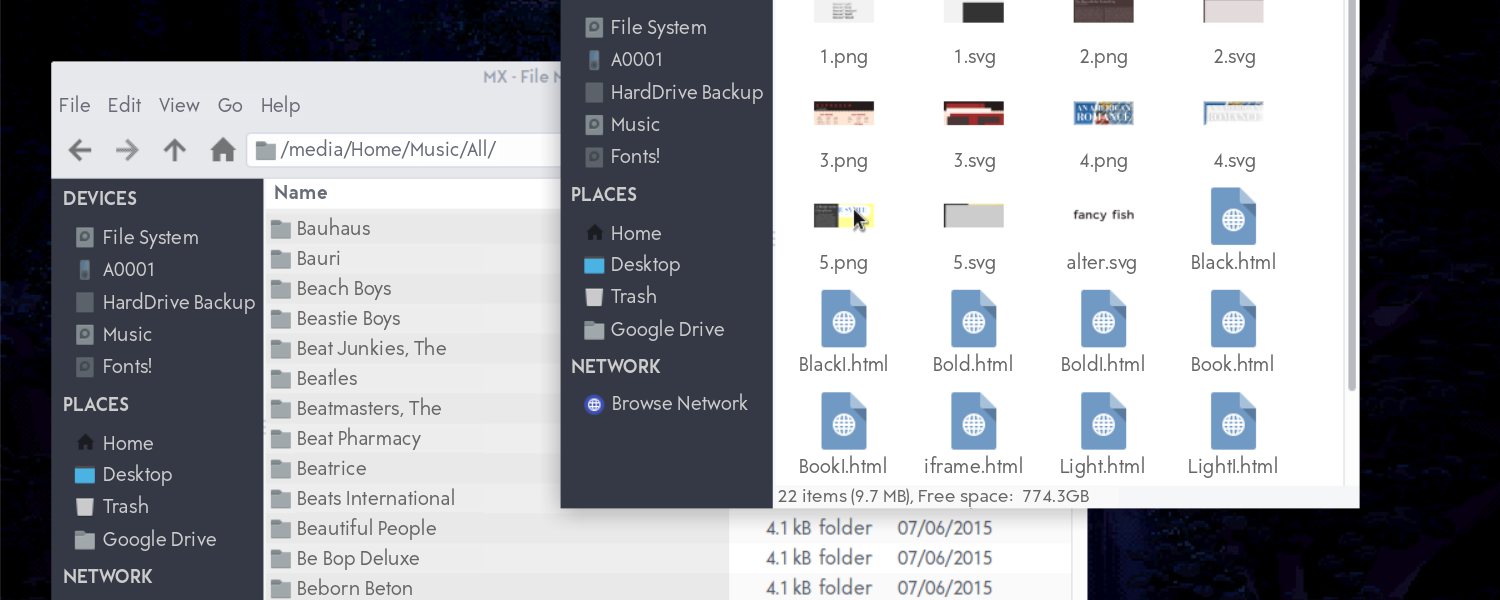 MX - File
File Edit View Go Help
/media/Home/Music/All/
DEVICES
File System
A0001
HardDrive Backup
Music
Fonts!
PLACES
Home
Desktop
Trash
Google Drive
NETWORK
Name
Bauhaus
Bauri
Beach Boys
Beastie Boys
Beat Junkies, The
Beatles
Beatmasters, The
Beat Pharmacy
Beatrice
Beats International
Beautiful People 4.1 kB folder 07/06/2015
Be Bop Deluxe 4.1 kB folder 07/06/2015
Beborn Beton 4.1 kB folder 07/06/2015
File System
A0001
HardDrive Backup
Music
Fonts!
PLACES
Home
Desktop
Trash
Google Drive
NETWORK
Browse Network
1.png 1.svg 2.png 2.svg
AN AMERICAN
ROMANCE
AN AMERICAN
ROMANCE
3.png 3.svg 4.png 4.svg
fancy fish
5.png 5.svg alter.svg Black.html
BlackI.html Bold.html BoldI.html Book.html
BookI.html iframe.html Light.html LightI.html
22 items (9.7 MB), Free space: 774.3GB